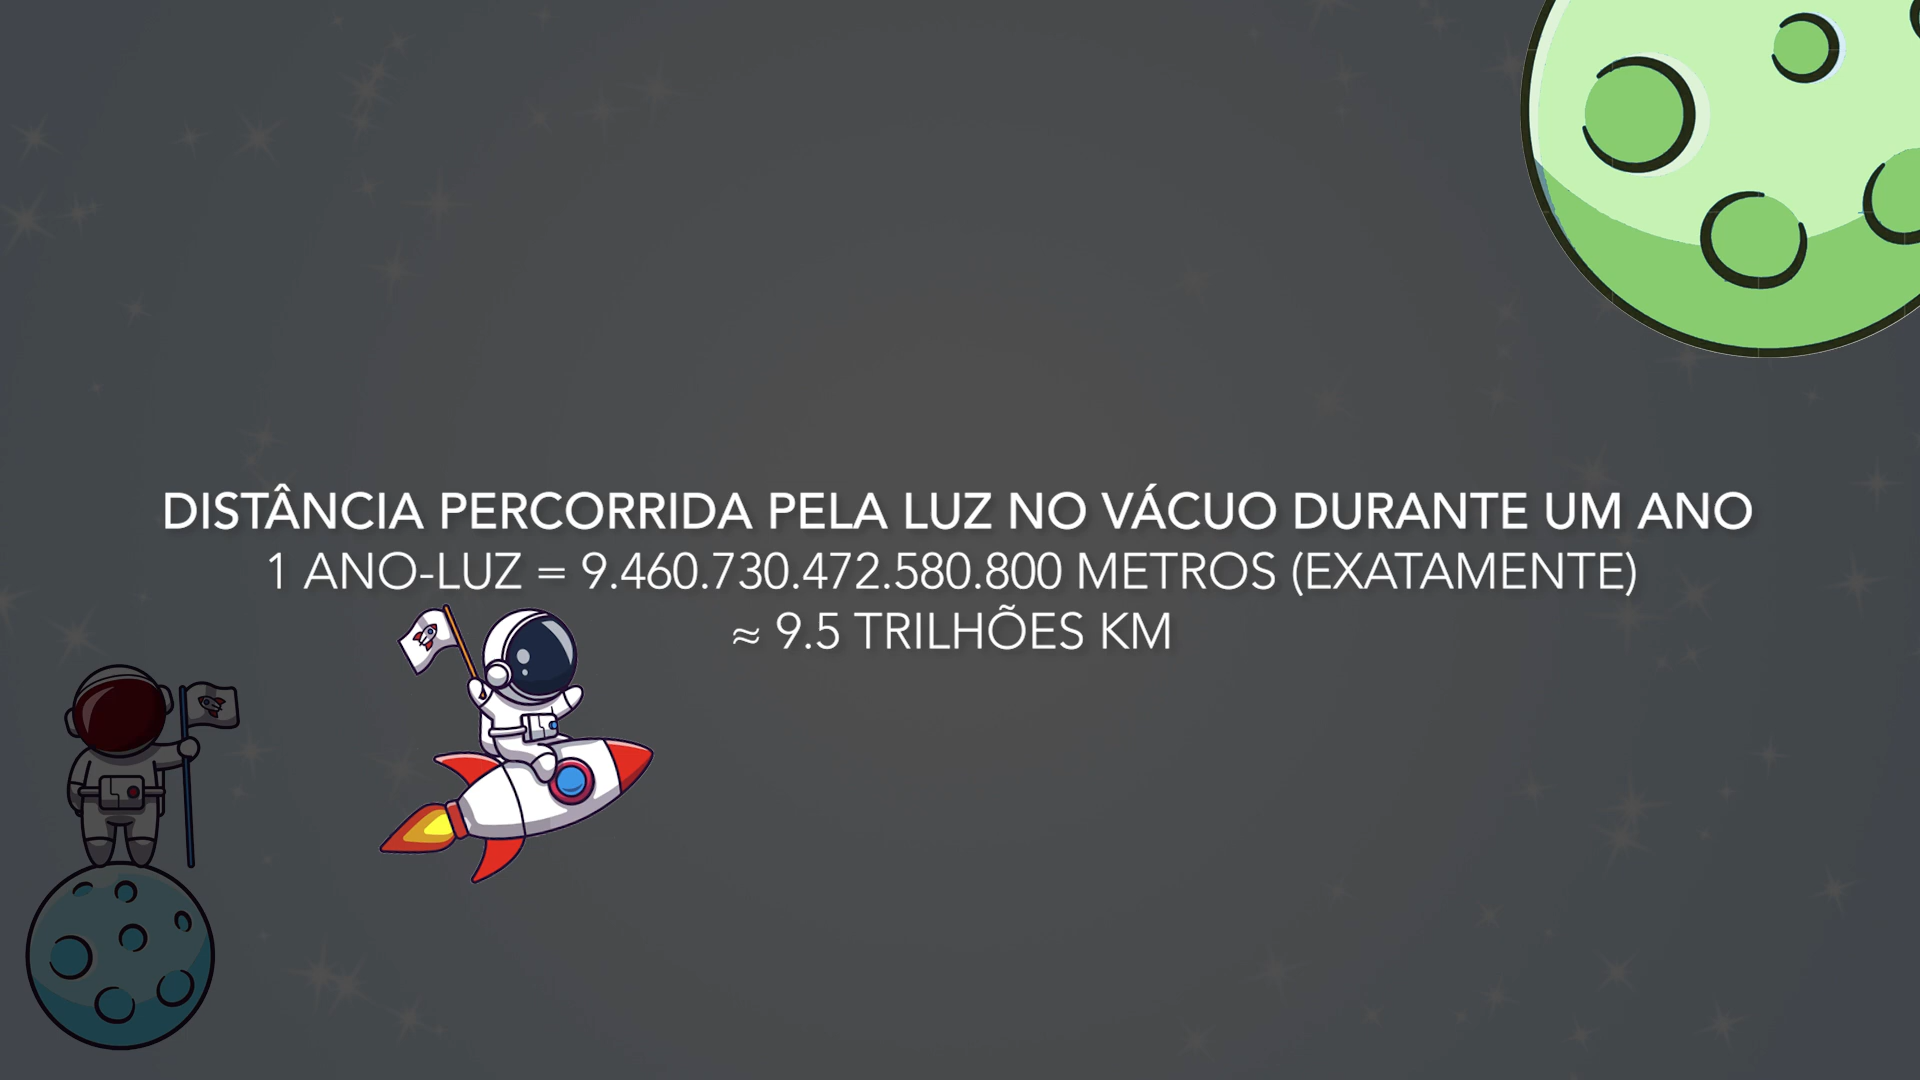 DISTÂNCIA PERCORRIDA PELA LUZ NO VÁCUO DURANTE UM ANO
1 ANO-LUZ = 9.460.730.472.580.800 METROS (EXATAMENTE)
≈ 9.5 TRILHÕES KM